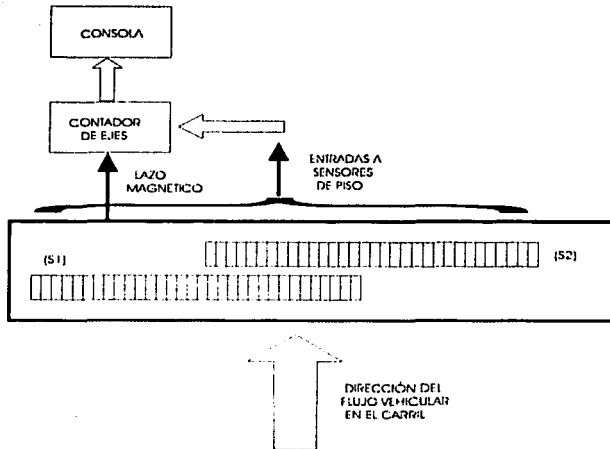 CONSOLA
CONTADOR
DE EJES
LAZO
MAGNETICO
ENTRADAS A
SENSORES
DE PISO
(S1)
(S2)
DIRECCIÓN DEL
FLUJO VEHICULAR
EN EL CARRIL